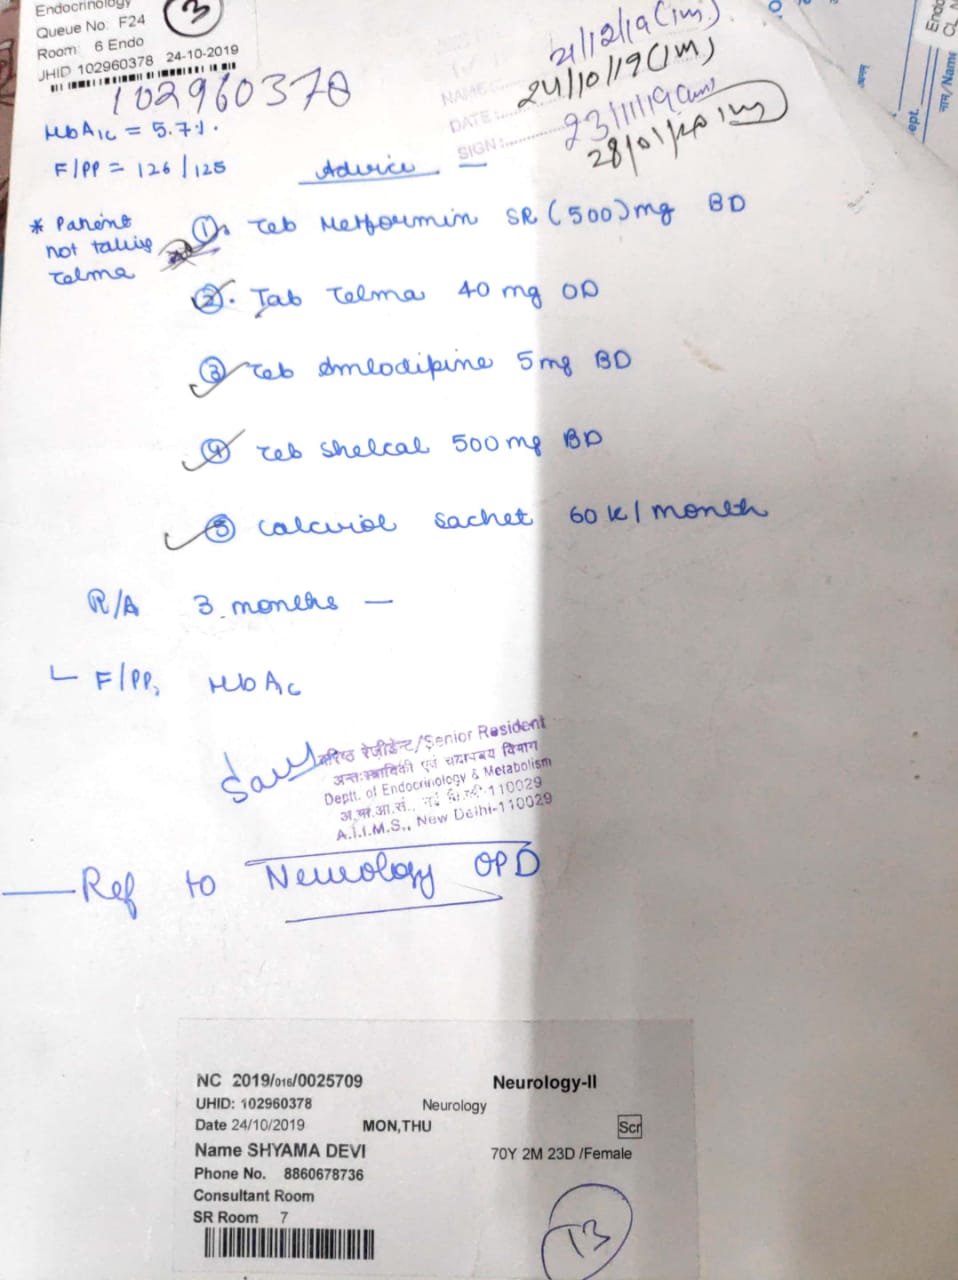 Endocrinology
Queue No: F24
Room: 6 Endo
JHID 102960378 24-10-2019
3
102960378
21/12/19 (1m).
24/10/19 (1m)
23/11/19 (1m)
28/01/20 1m
NAME:
DATE:
SIGN:
HbA1c = 5.7%.
F/PP = 126/125
Advice
* Patient
not taking
Telma
1. Tab Metformin SR (500)mg BD
2. Tab Telma 40 mg OD
3 Tab Amlodipine 5mg BD
4 Tab Shelcal 500 mg BD
5 Calcirol Sachet 60K/month
R/A 3 months —
F/PP, HbA1c
वरिष्ठ रेजीडेन्ट/Senior Resident
अन्तःस्त्राविकी एवं चयापचय विभाग
Deptt. of Endocrinology & Metabolism
अ.भा.आ.सं., नई दिल्ली-110029
A.I.I.M.S., New Delhi-110029
Ref to Neurology OPD
NC 2019/016/0025709 Neurology-II
UHID: 102960378 Neurology
Date 24/10/2019 MON,THU Scr
Name SHYAMA DEVI 70Y 2M 23D /Female
Phone No. 8860678736
Consultant Room
SR Room 7
13
ept.
नाम/Name